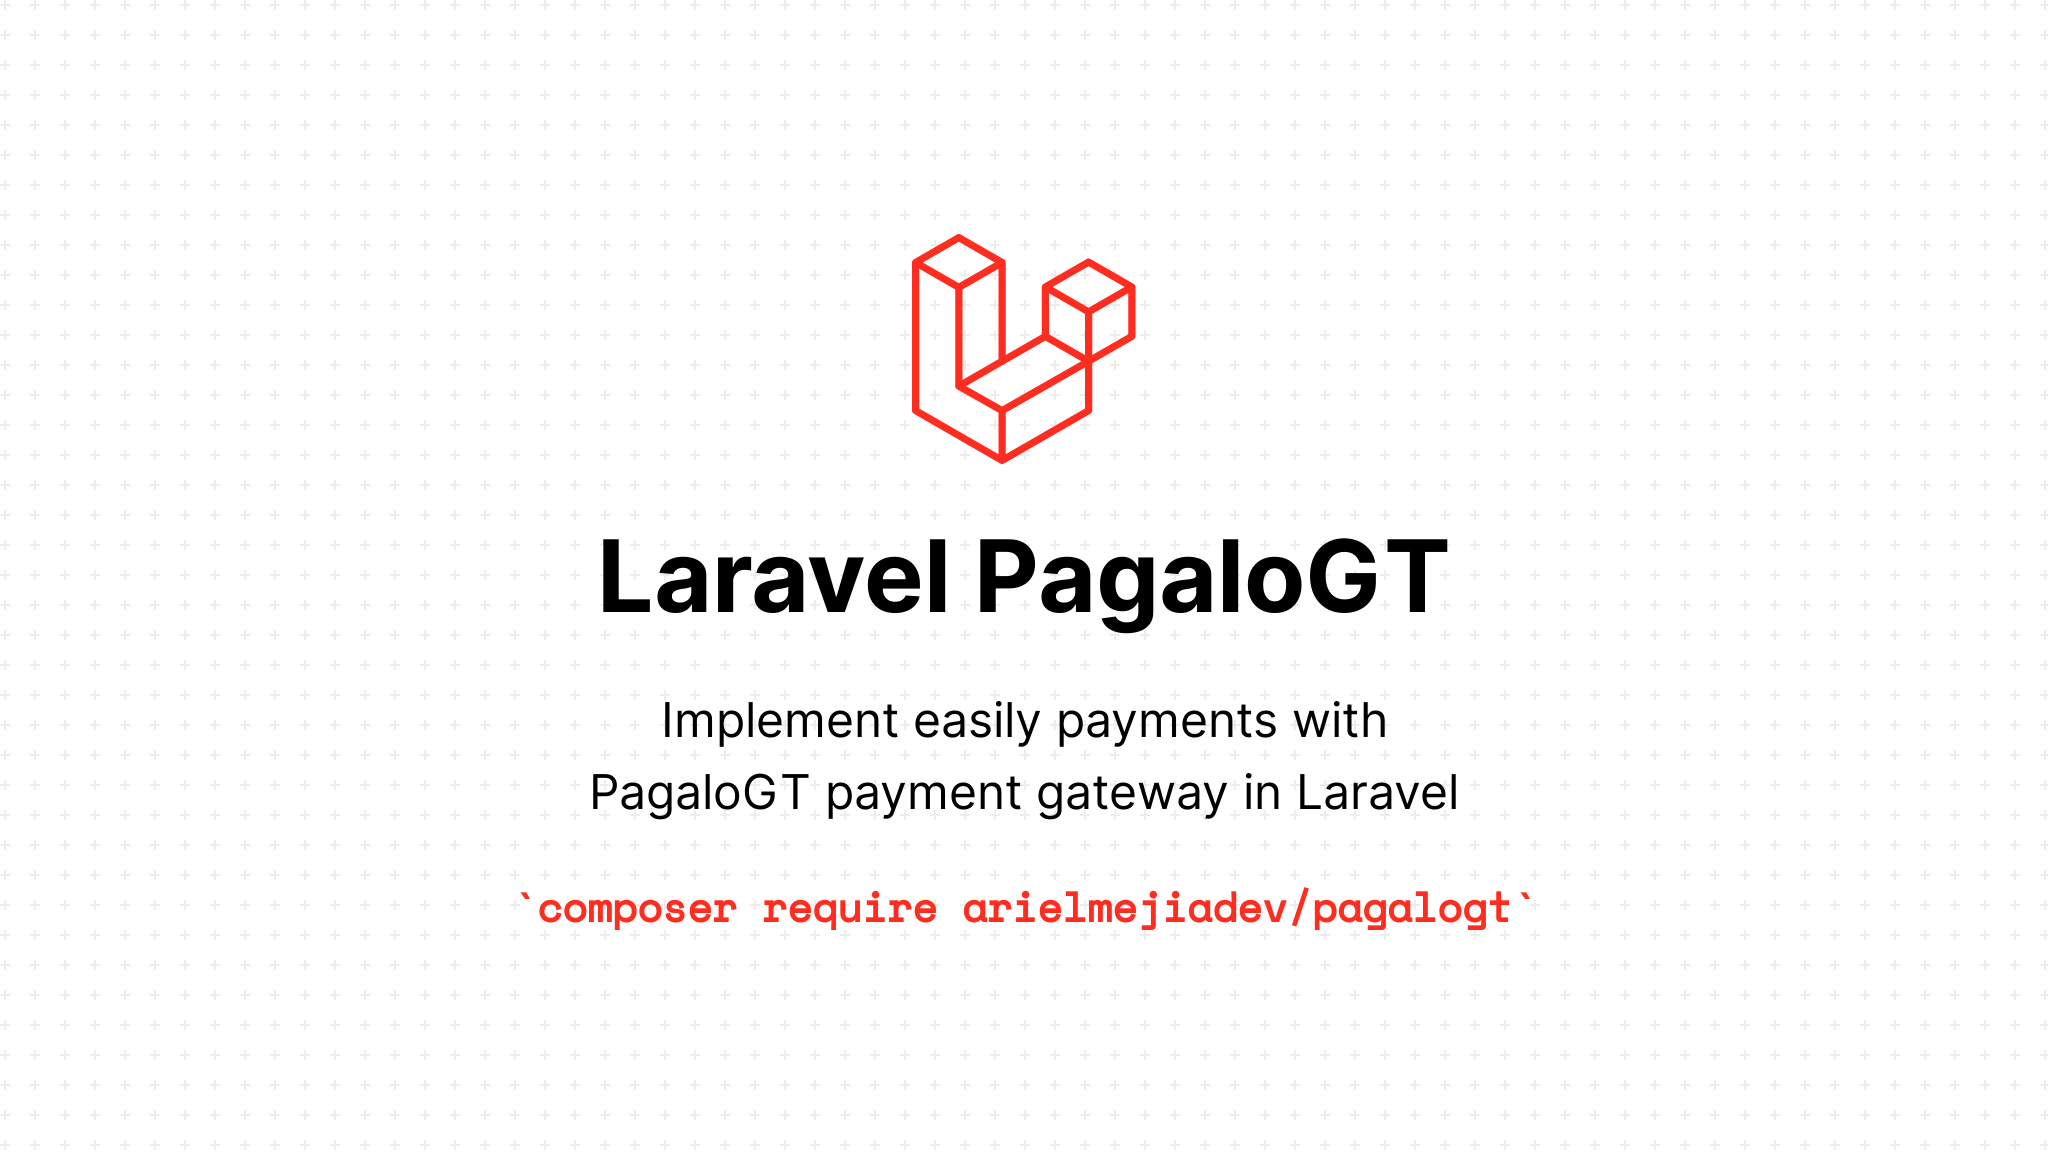 Laravel PagaloGT
Implement easily payments with
PagaloGT payment gateway in Laravel
`composer require arielmejiadev/pagalogt`